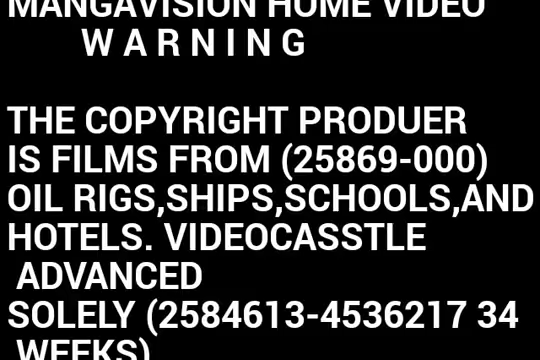 MANGAVISION HOME VIDEO
W A R N I N G
THE COPYRIGHT PRODUER
IS FILMS FROM (25869-000)
OIL RIGS,SHIPS,SCHOOLS,AND
HOTELS. VIDEOCASSTLE
ADVANCED
SOLELY (2584613-4536217 34
WEEKS)